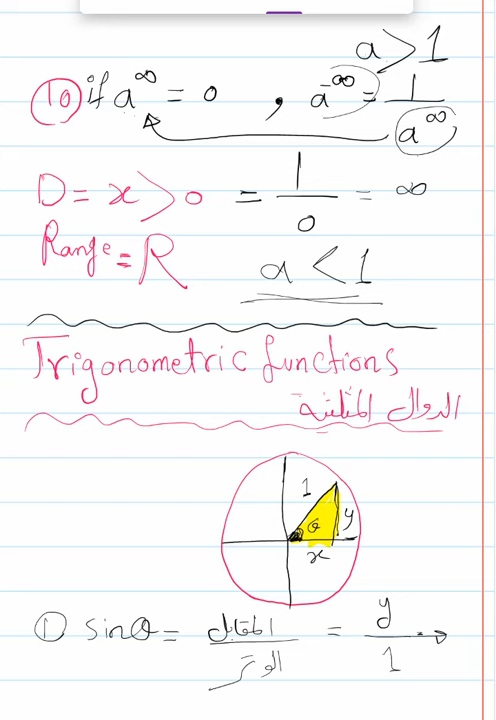 a > 1
10 if a^∞ = 0 , a^-∞ = 1/a^∞
D = x > 0 = 1/0 = ∞
Range = R a < 1
Trigonometric functions
الدوال المثلثية
1 θ y
x
① sinθ = المقابل/الوتر = y/1 →